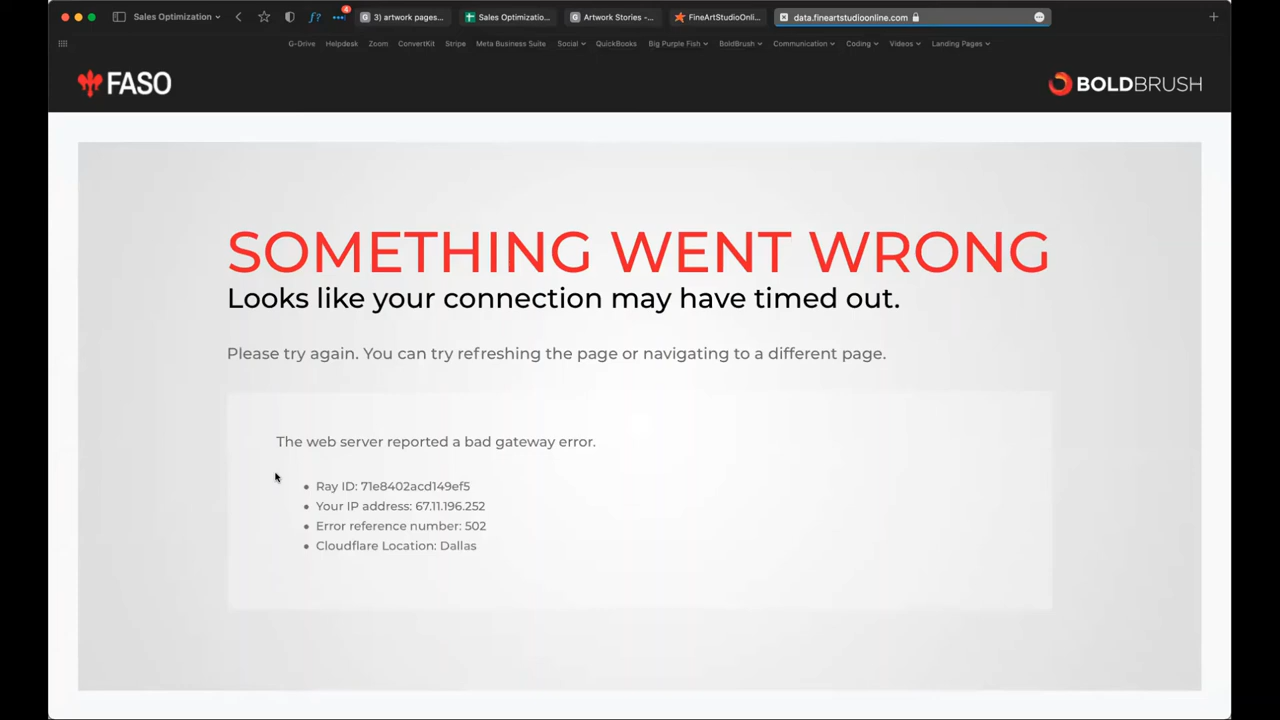 4
Sales Optimization
3) artwork pages...
Sales Optimizatio...
Artwork Stories -...
FineArtStudioOnli...
data.fineartstudioonline.com
G-Drive
Helpdesk
Zoom
ConvertKit
Stripe
Meta Business Suite
Social
QuickBooks
Big Purple Fish
BoldBrush
Communication
Coding
Videos
Landing Pages
FASO
BOLDBRUSH
SOMETHING WENT WRONG
Looks like your connection may have timed out.
Please try again. You can try refreshing the page or navigating to a different page.
The web server reported a bad gateway error.
• Ray ID: 71e8402acd149ef5
• Your IP address: 67.11.196.252
• Error reference number: 502
• Cloudflare Location: Dallas